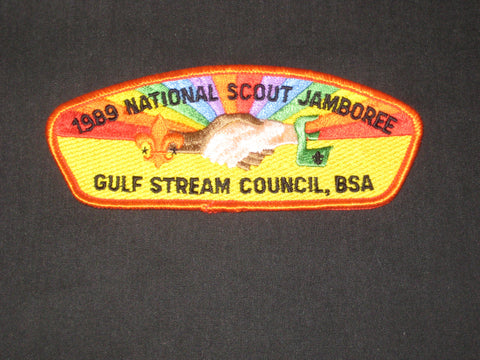 1989 NATIONAL SCOUT JAMBOREE
GULF STREAM COUNCIL, BSA